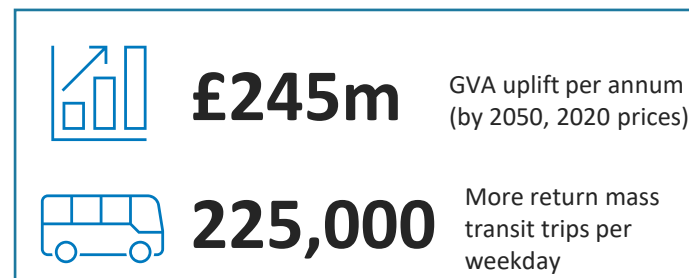 £245m
GVA uplift per annum
(by 2050, 2020 prices)
225,000
More return mass
transit trips per
weekday